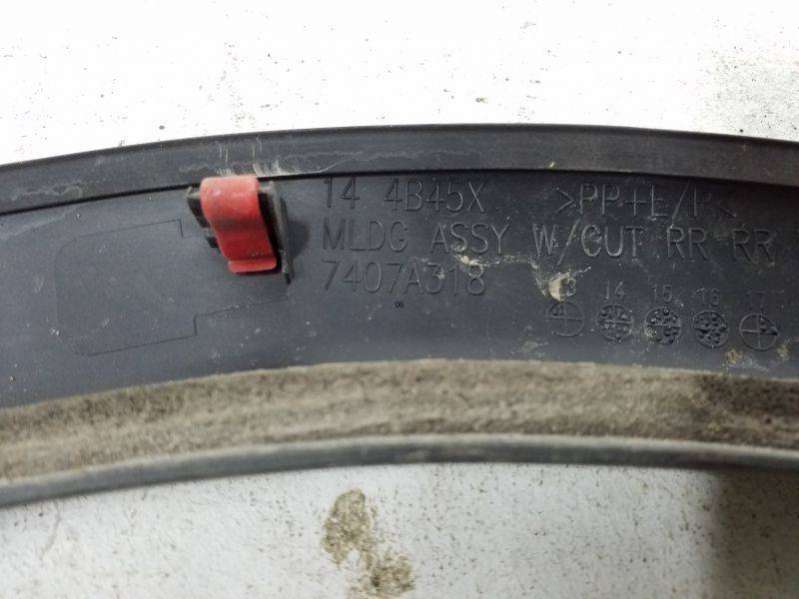 14 4B45X >PP+E/P<
MLDG ASSY W/CUT RR RR
7407A318
13 14 15 16 17